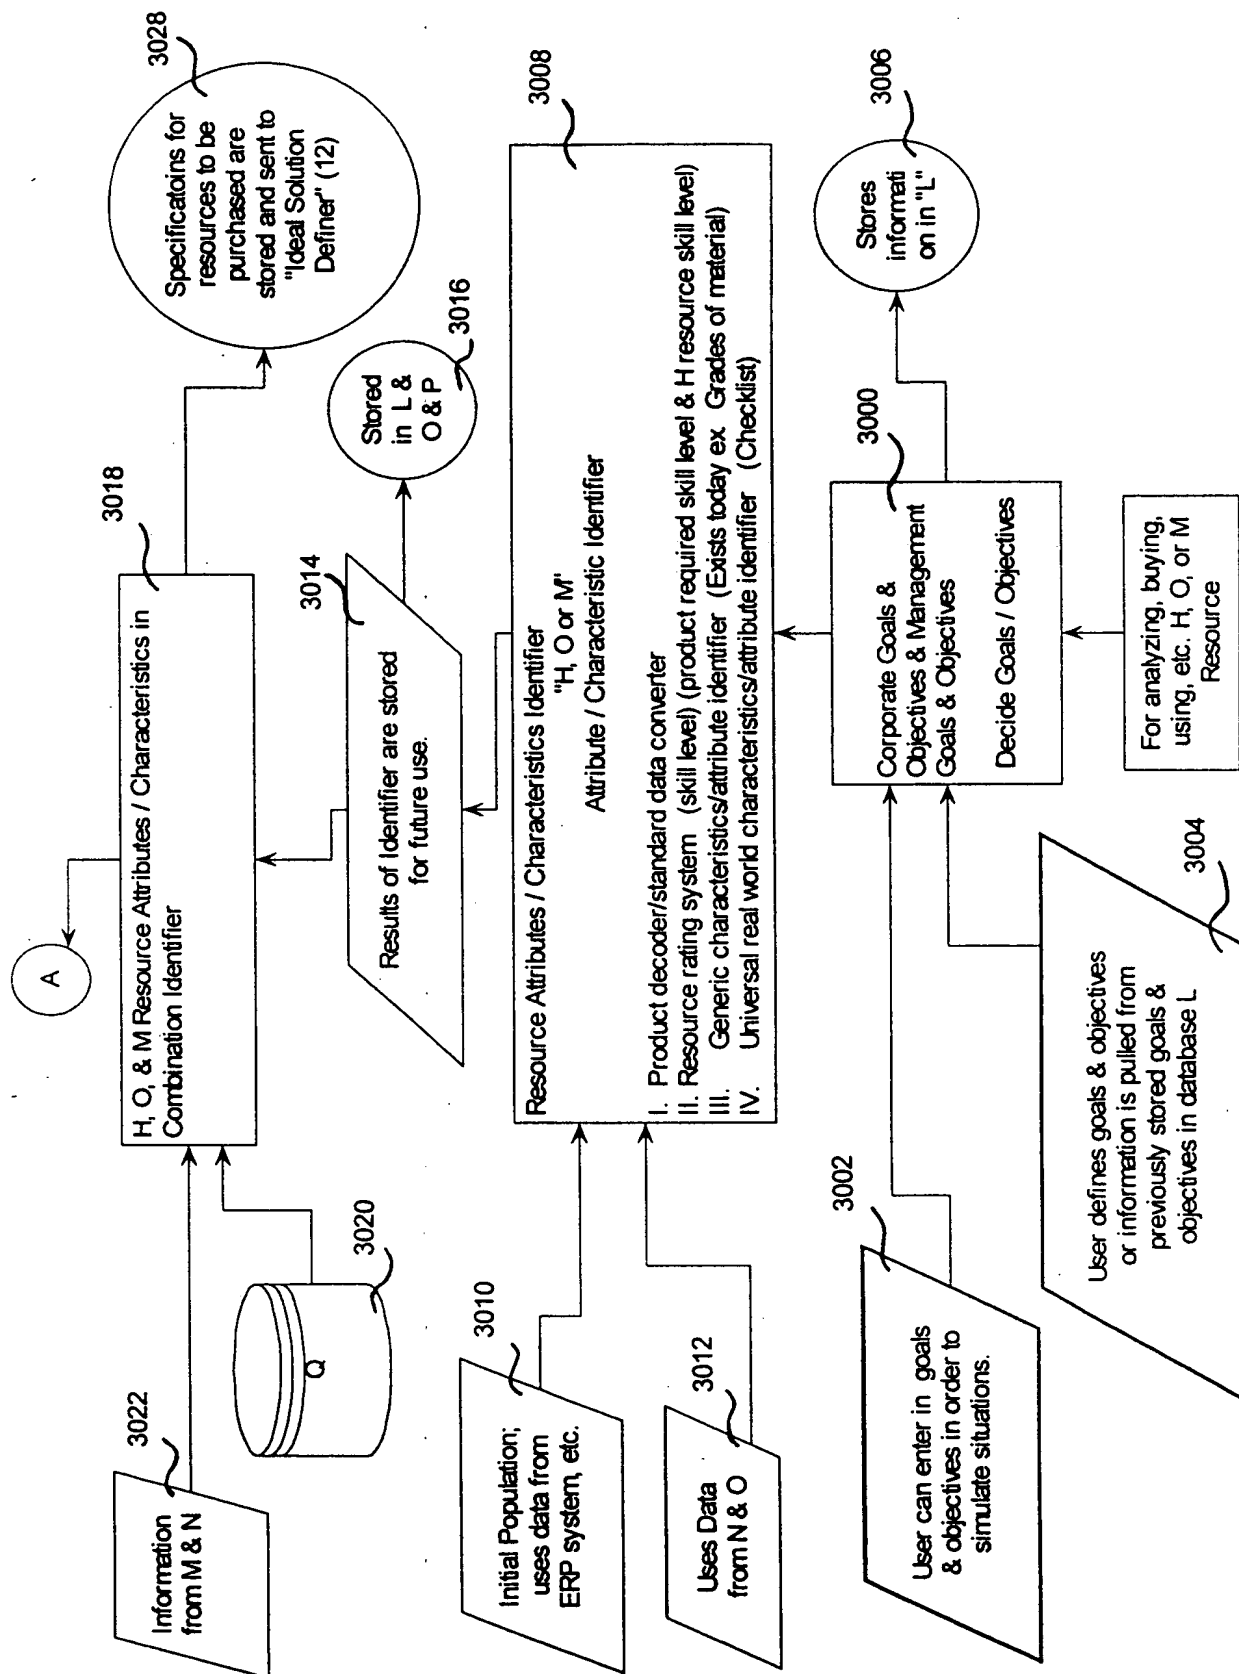 3028
Specificatoins for
resources to be
purchased are
stored and sent to
"Ideal Solution
Definer" (12)
A
3018
H, O, & M Resource Attributes / Characteristics in
Combination Identifier
3022
Information
from M & N
3020
Q
3016
Stored
in L &
O & P
3014
Results of Identifier are stored
for future use.
3008
Resource Attributes / Characteristics Identifier
"H, O or M"
Attribute / Characteristic Identifier
I. Product decoder/standard data converter
II. Resource rating system (skill level) (product required skill level & H resource skill level)
III. Generic characteristics/attribute identifier (Exists today ex. Grades of material)
IV. Universal real world characteristics/attribute identifier (Checklist)
3010
Initial Population;
uses data from
ERP system, etc.
3012
Uses Data
from N & O
3006
Stores
informati
on in "L"
3000
Corporate Goals &
Objectives & Management
Goals & Objectives
Decide Goals / Objectives
3002
User can enter in goals
& objectives in order to
simulate situations.
3004
User defines goals & objectives
or information is pulled from
previously stored goals &
objectives in database L
For analyzing, buying,
using, etc. H, O, or M
Resource